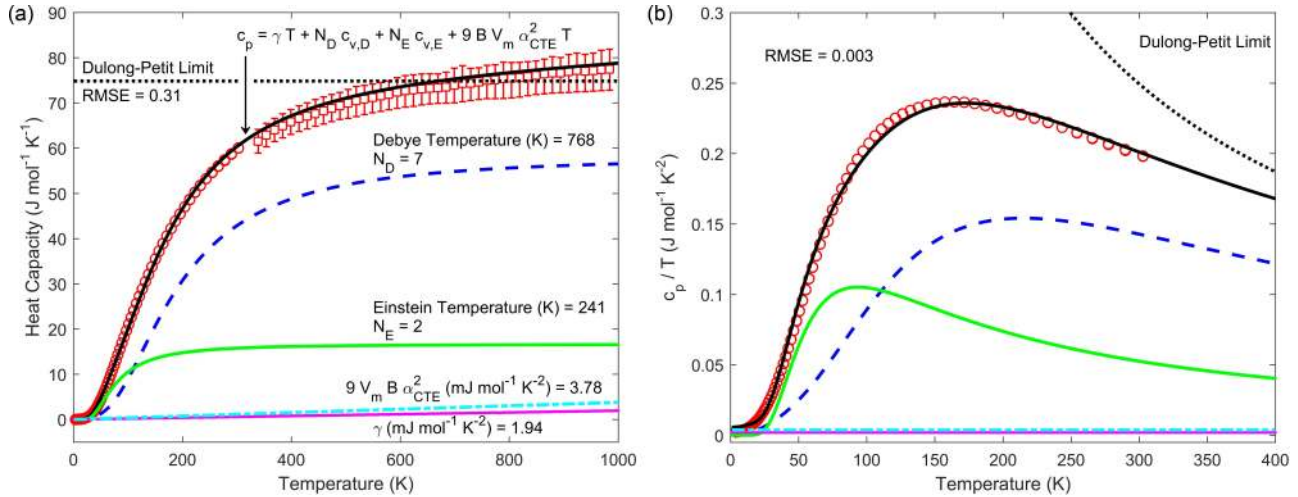 (a)
c_p = γ T + N_D c_v,D + N_E c_v,E + 9 B V_m α²_CTE T
Dulong-Petit Limit
RMSE = 0.31
Debye Temperature (K) = 768
N_D = 7
Einstein Temperature (K) = 241
N_E = 2
9 V_m B α²_CTE (mJ mol⁻¹ K⁻²) = 3.78
γ (mJ mol⁻¹ K⁻²) = 1.94
Heat Capacity (J mol⁻¹ K⁻¹)
90
80
70
60
50
40
30
20
10
0
0 200 400 600 800 1000
Temperature (K)
(b)
RMSE = 0.003
Dulong-Petit Limit
c_p / T (J mol⁻¹ K⁻²)
0.3
0.25
0.2
0.15
0.1
0.05
0
0 50 100 150 200 250 300 350 400
Temperature (K)